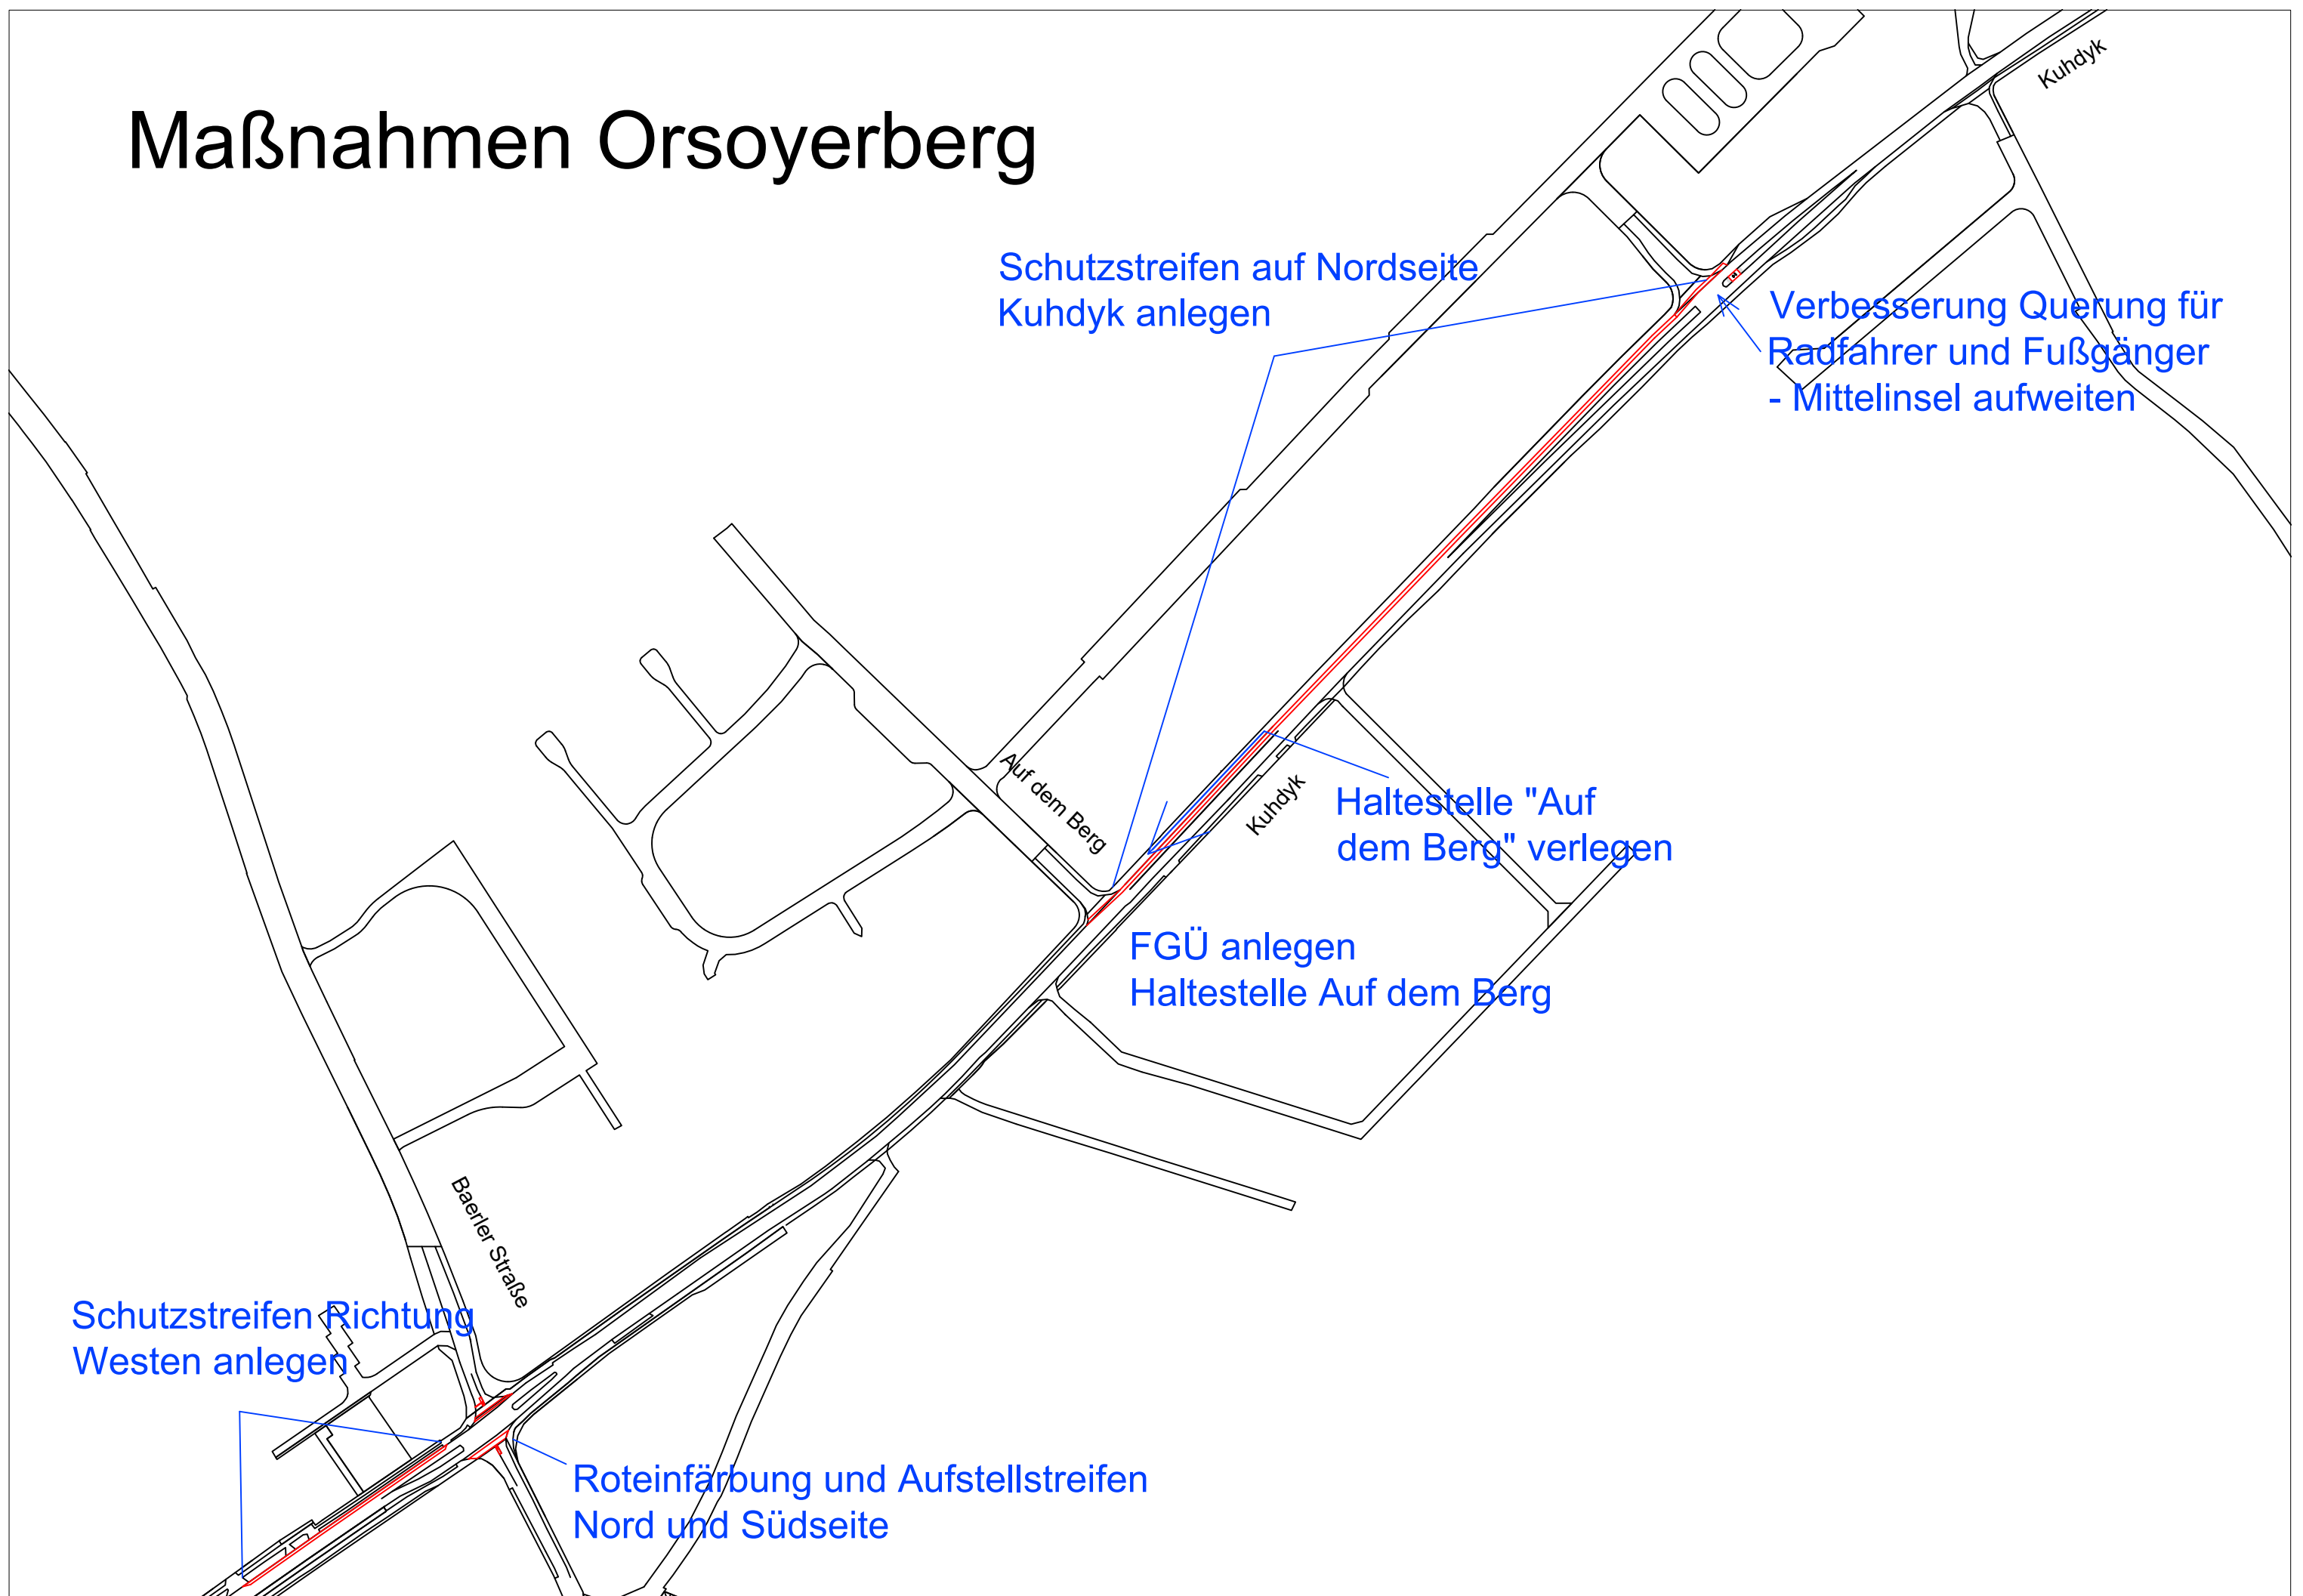 Maßnahmen Orsoyerberg
Kuhdyk
Schutzstreifen auf Nordseite
Kuhdyk anlegen
Verbesserung Querung für
Radfahrer und Fußgänger
- Mittelinsel aufweiten
Auf dem Berg
Kuhdyk
Haltestelle "Auf
dem Berg" verlegen
FGÜ anlegen
Haltestelle Auf dem Berg
Baerler Straße
Schutzstreifen Richtung
Westen anlegen
Roteinfärbung und Aufstellstreifen
Nord und Südseite